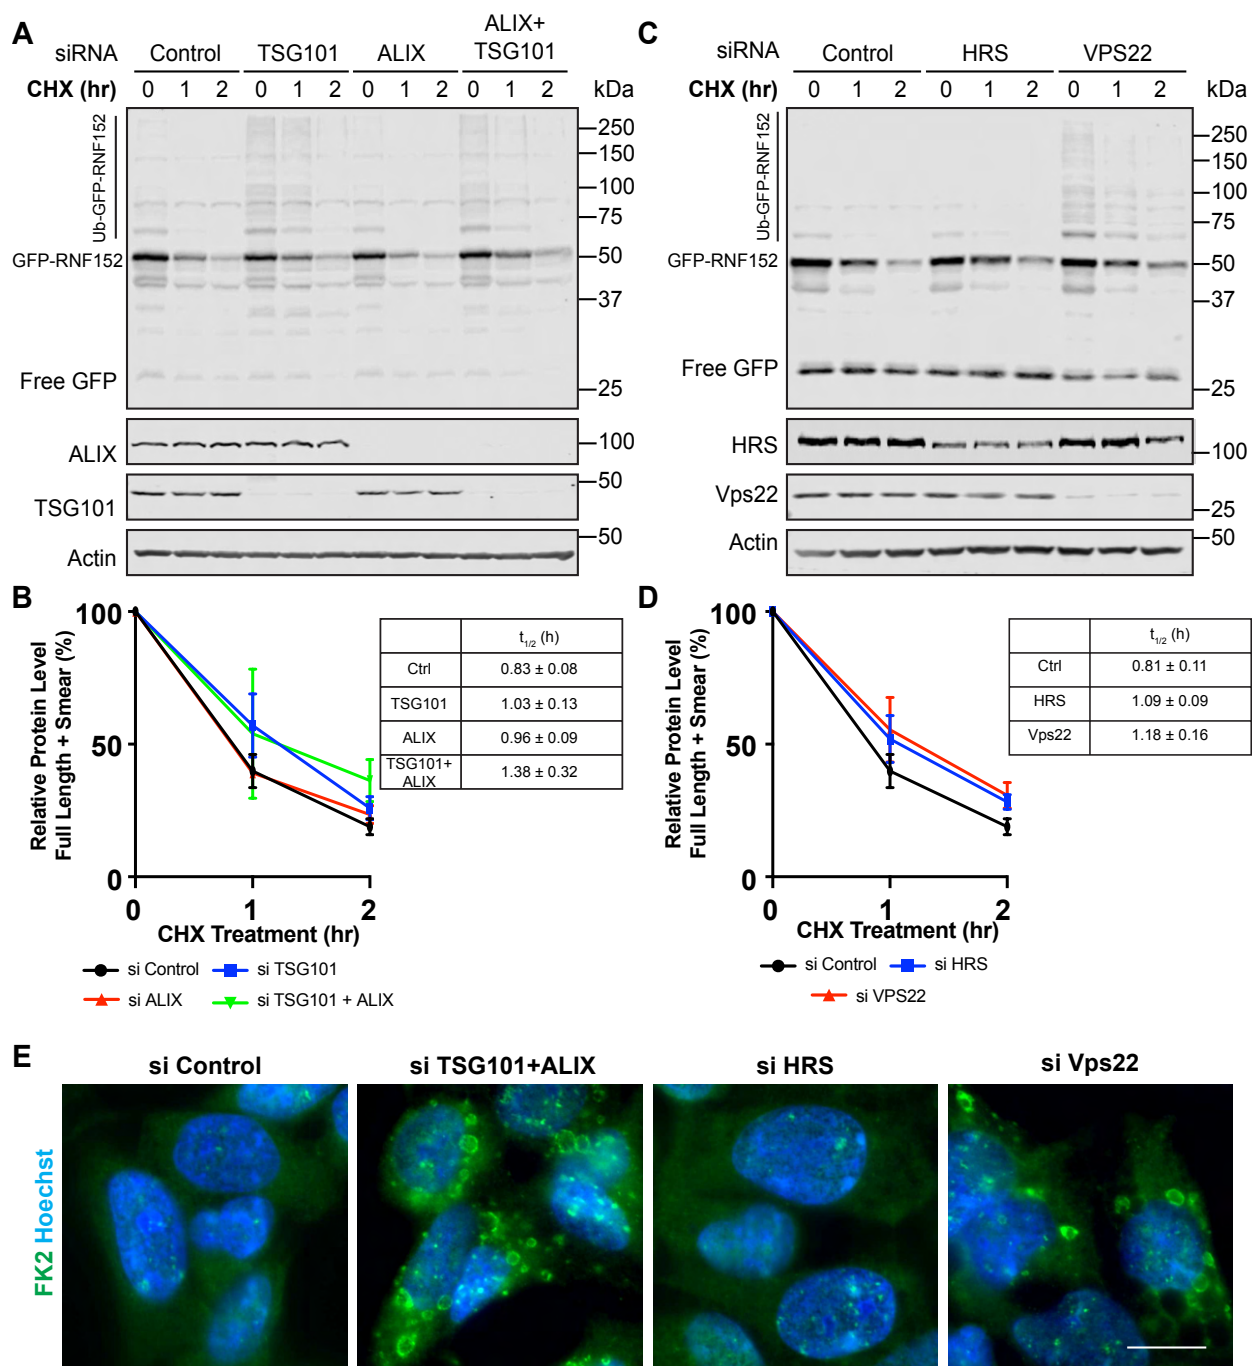 A
siRNA Control TSG101 ALIX ALIX+ TSG101
CHX (hr) 0 1 2 0 1 2 0 1 2 0 1 2 kDa
Ub-GFP-RNF152
250
150
100
75
GFP-RNF152
50
37
Free GFP
25
ALIX
100
TSG101
50
Actin
50
C
siRNA Control HRS VPS22
CHX (hr) 0 1 2 0 1 2 0 1 2 kDa
Ub-GFP-RNF152
250
150
100
75
GFP-RNF152
50
37
Free GFP
25
HRS
100
Vps22
25
Actin
50
B
Relative Protein Level
Full Length + Smear (%)
100
50
0
0 1 2
CHX Treatment (hr)
t1/2 (h)
Ctrl 0.83 ± 0.08
TSG101 1.03 ± 0.13
ALIX 0.96 ± 0.09
TSG101+ ALIX 1.38 ± 0.32
si Control si TSG101
si ALIX si TSG101 + ALIX
D
Relative Protein Level
Full Length + Smear (%)
100
50
0
0 1 2
CHX Treatment (hr)
t1/2 (h)
Ctrl 0.81 ± 0.11
HRS 1.09 ± 0.09
Vps22 1.18 ± 0.16
si Control si HRS
si VPS22
E
si Control si TSG101+ALIX si HRS si Vps22
FK2 Hoechst